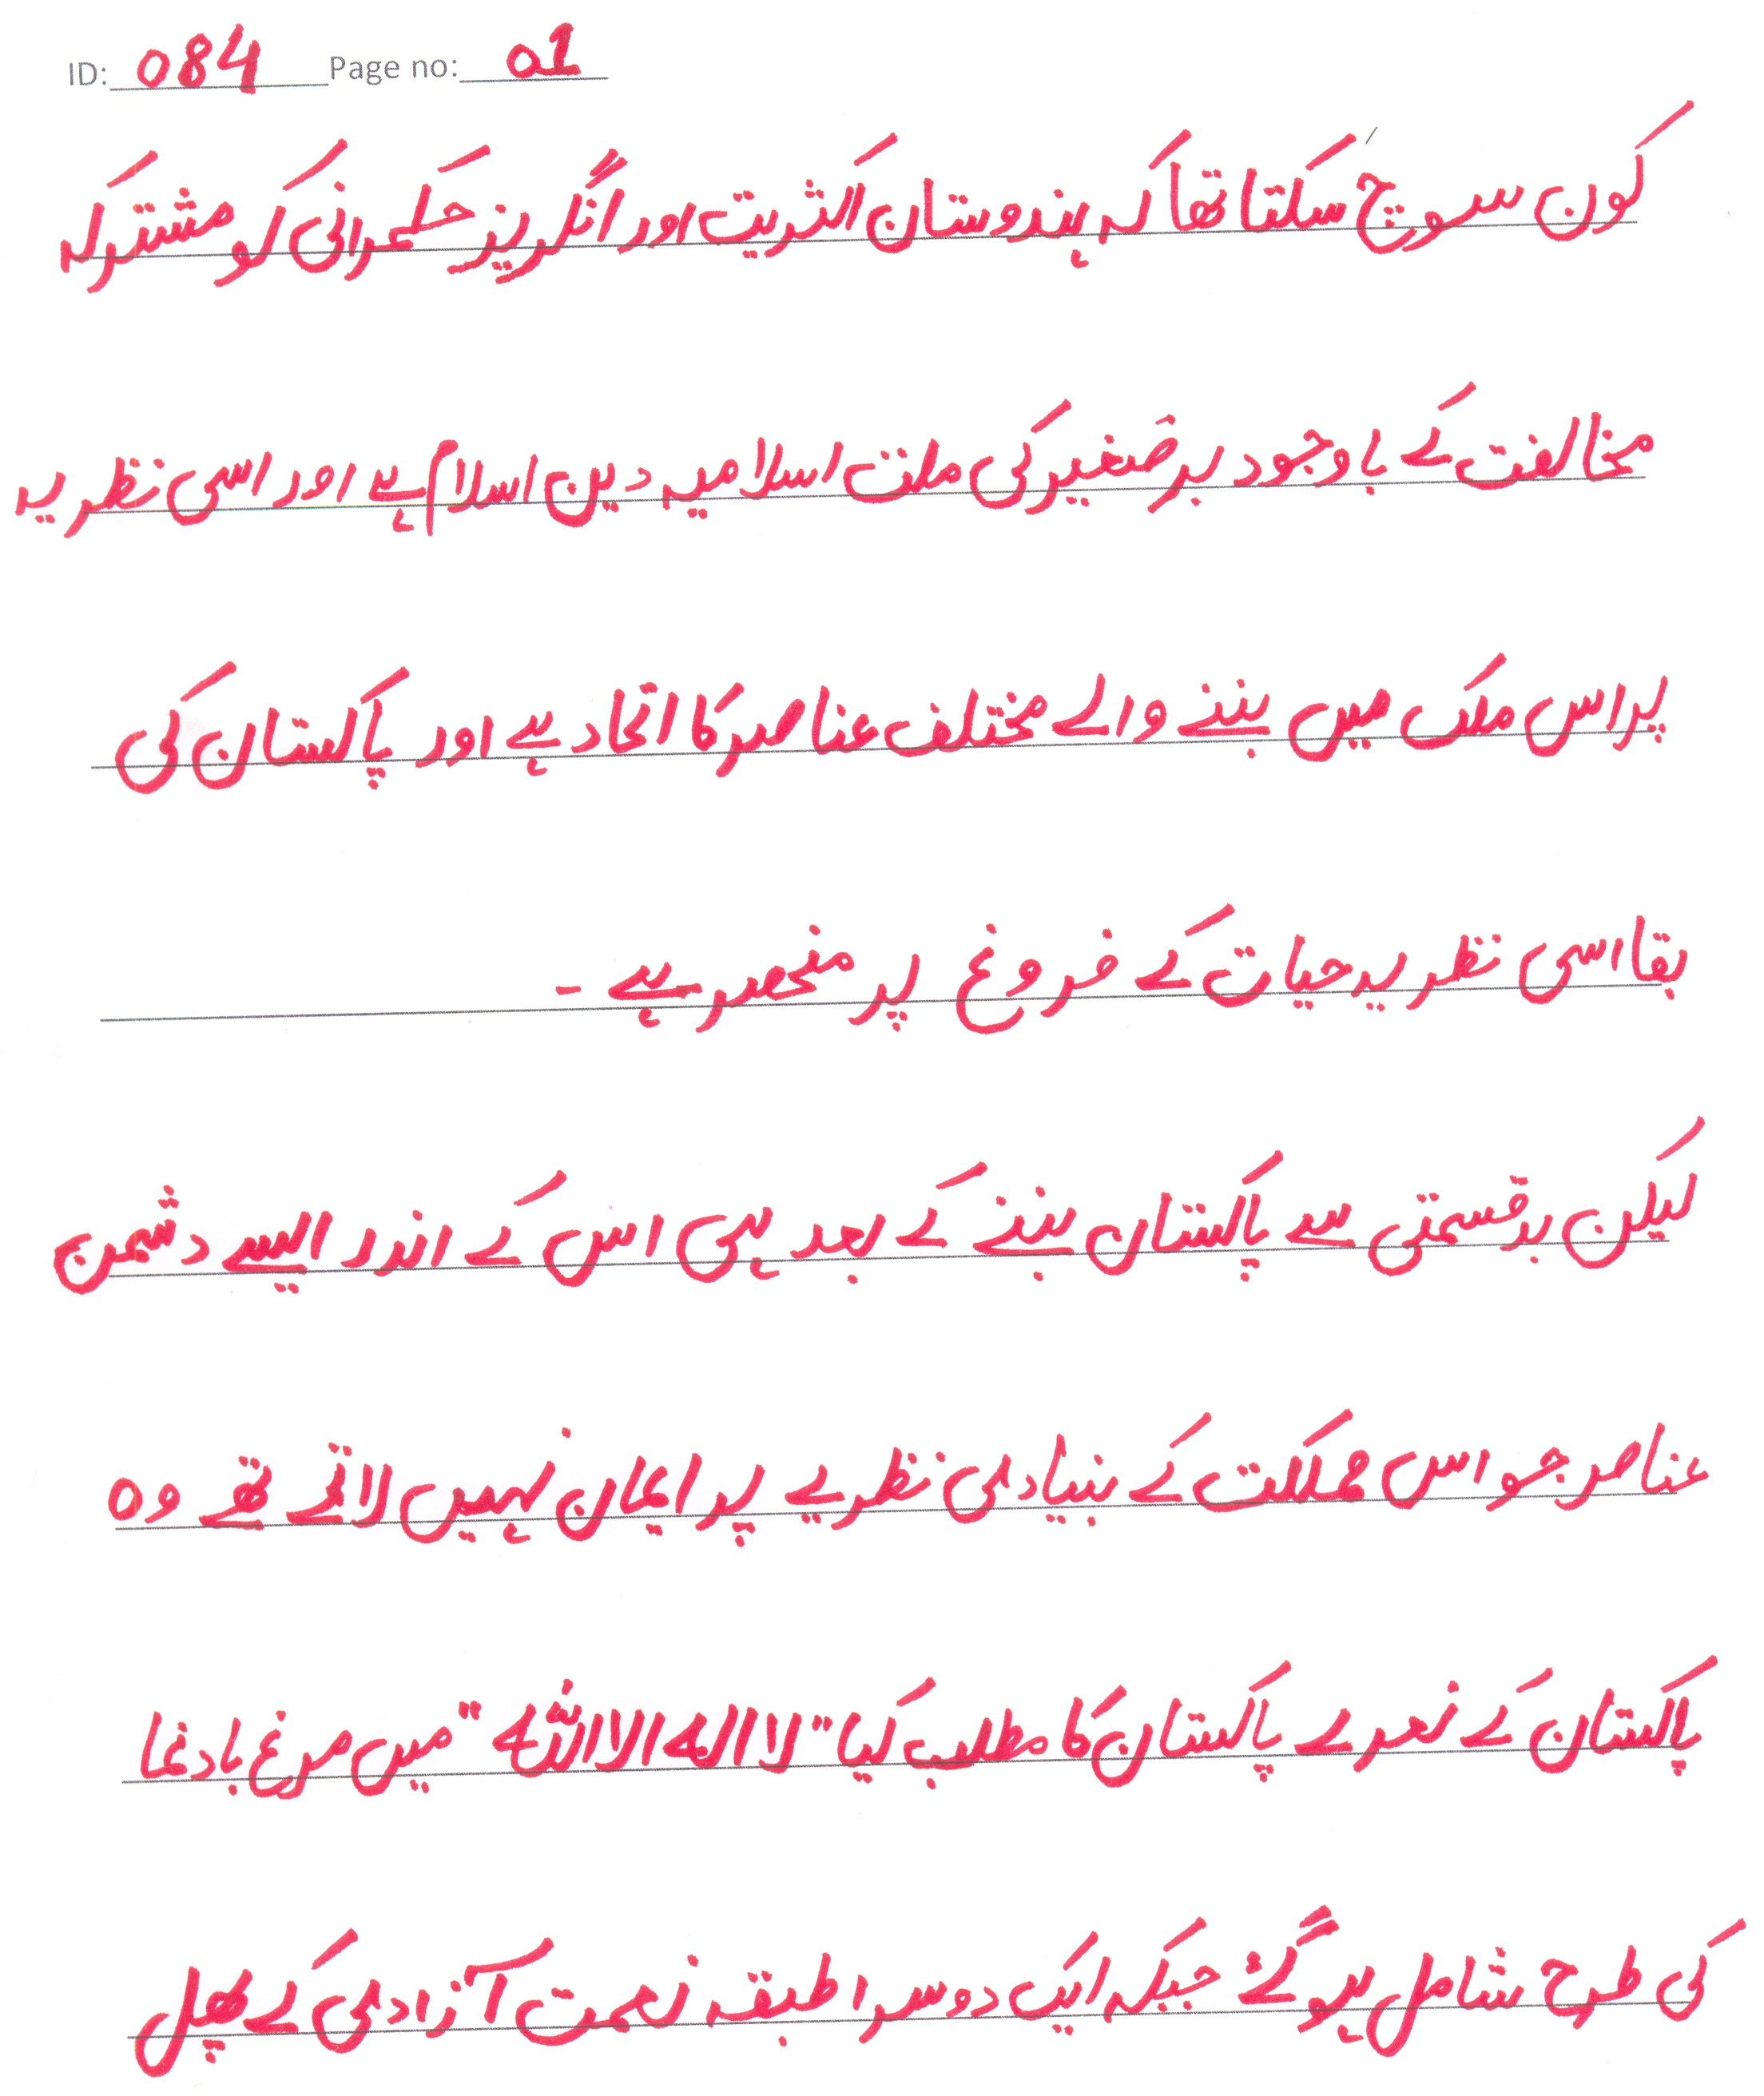 ID: 084 Page no: 01
کون سوچ سکتا تھا کہ ہندوستان اکثریت اور انگریز حکمرانی کو مشترکہ
مخالفت کے باوجود برصغیر کی ملت اسلامیہ دین اسلام ہے اور اسی نظریہ
پر اس ملک میں بننے والے مختلف عناصر کا اتحاد ہے اور پاکستان کی
بقا اسی نظریہ حیات کے فروغ پر منحصر ہے ۔
لیکن بدقسمتی سے پاکستان بننے کے بعد ہی اس کے اندر ایسے دشمن
عناصر جو اس مملکت کے بنیادی نظریے پر ایمان نہیں لاتے تھے وہ
پاکستان کے نعرے پاکستان کا مطلب کیا "لا الہ الا اللہ" میں مرغ بادنما
کی طرح شامل ہو گئے جبکہ ایک دوسرا طبقہ نعمت آزادی کے پھل